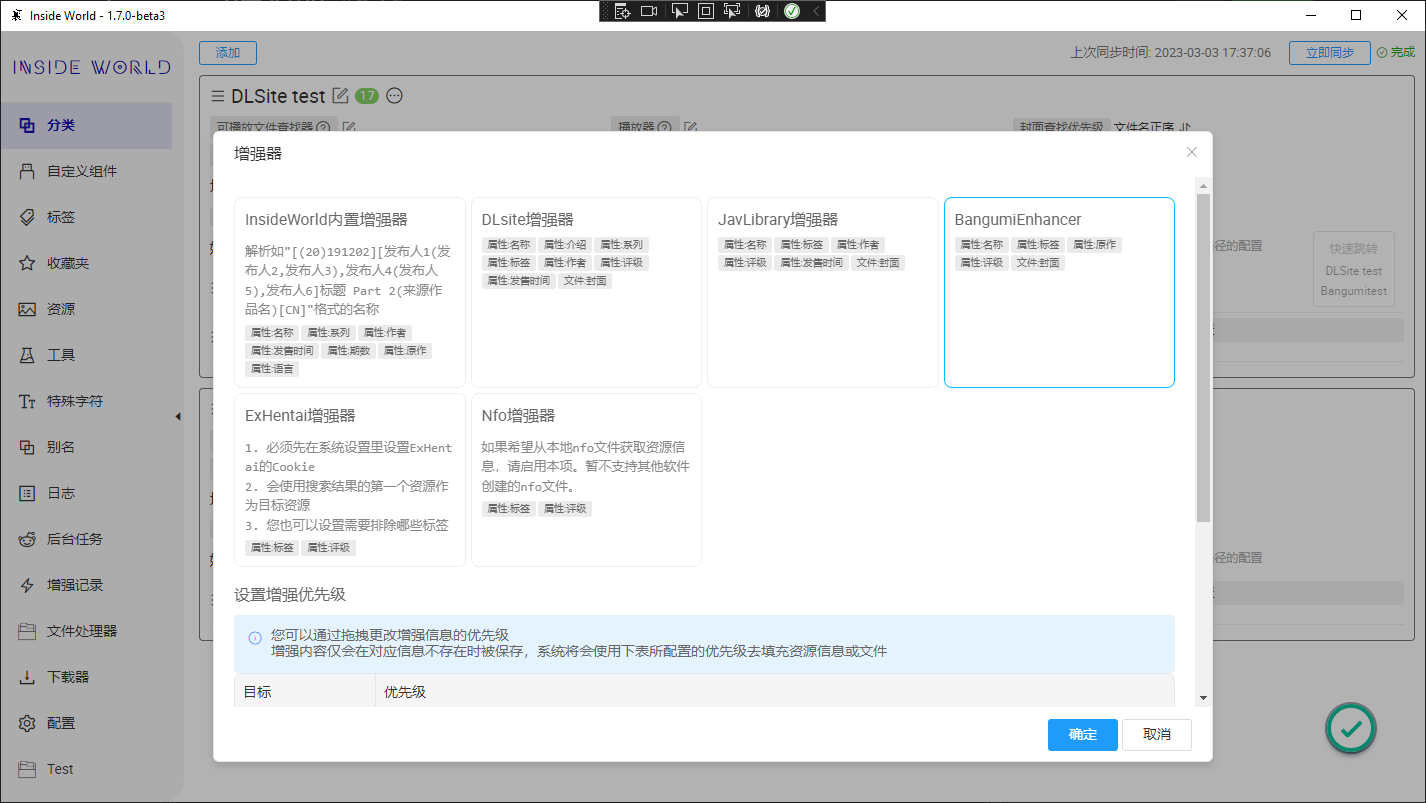 Inside World - 1.7.0-beta3
INSIDE WORLD
分类
自定义组件
标签
收藏夹
资源
工具
特殊字符
别名
日志
后台任务
增强记录
文件处理器
下载器
配置
Test
添加
上次同步时间: 2023-03-03 17:37:06
立即同步
完成
DLSite test
17
可播放文件查找器
播放器
封面查找优先级 文件名正序
径的配置
快速跳转
DLSite test
Bangumitest
径的配置
增强器
InsideWorld内置增强器
解析如"[(20)191202][发布人1(发
布人2,发布人3),发布人4(发布人
5),发布人6]标题 Part 2(来源作
品名)[CN]"格式的名称
属性:名称 属性:系列 属性:作者
属性:发售时间 属性:期数 属性:原作
属性:语言
DLsite增强器
属性:名称 属性:介绍 属性:系列
属性:标签 属性:作者 属性:评级
属性:发售时间 文件:封面
JavLibrary增强器
属性:名称 属性:标签 属性:作者
属性:评级 属性:发售时间 文件:封面
BangumiEnhancer
属性:名称 属性:标签 属性:原作
属性:评级 文件:封面
ExHentai增强器
1. 必须先在系统设置里设置ExHent
ai的Cookie
2. 会使用搜索结果的第一个资源作
为目标资源
3. 您也可以设置需要排除哪些标签
属性:标签 属性:评级
Nfo增强器
如果希望从本地nfo文件获取资源信
息，请启用本项。暂不支持其他软件
创建的nfo文件。
属性:标签 属性:评级
设置增强优先级
您可以通过拖拽更改增强信息的优先级
增强内容仅会在对应信息不存在时被保存，系统将会使用下表所配置的优先级去填充资源信息或文件
目标 优先级
确定 取消